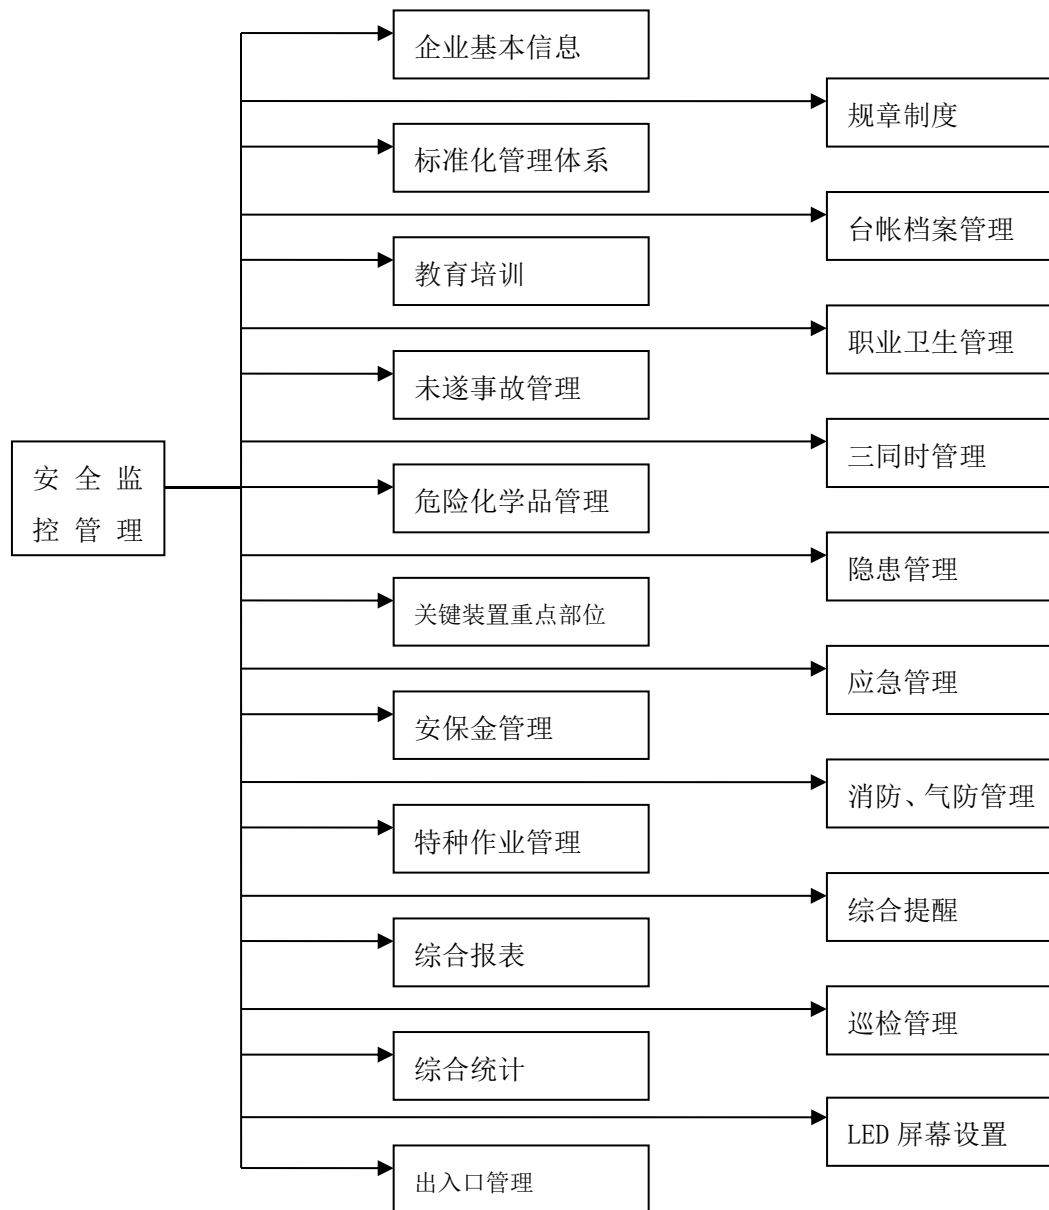 企业基本信息
规章制度
标准化管理体系
台帐档案管理
教育培训
职业卫生管理
未遂事故管理
三同时管理
安全监
控管理
危险化学品管理
隐患管理
关键装置重点部位
应急管理
安保金管理
消防、气防管理
特种作业管理
综合提醒
综合报表
巡检管理
综合统计
LED 屏幕设置
出入口管理